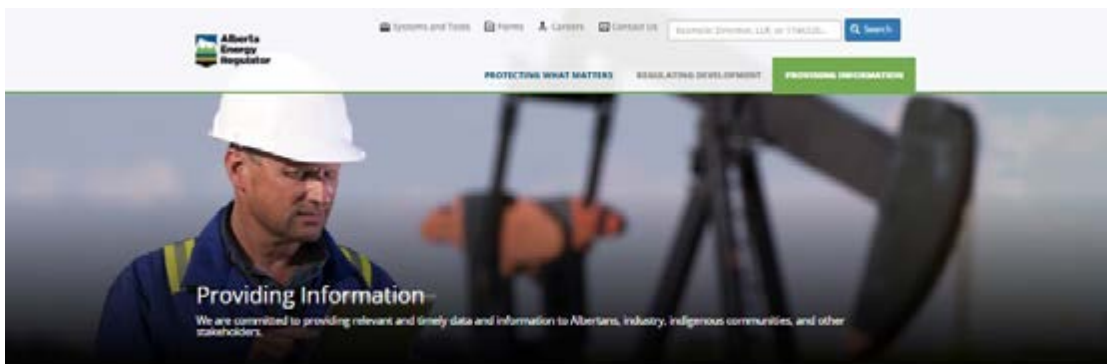 Alberta
Energy
Regulator
Systems and Tools Forms Careers Contact Us
Search
PROTECTING WHAT MATTERS REGULATING DEVELOPMENT PROVIDING INFORMATION
Providing Information
We are committed to providing relevant and timely data and information to Albertans, industry, indigenous communities, and other
stakeholders.